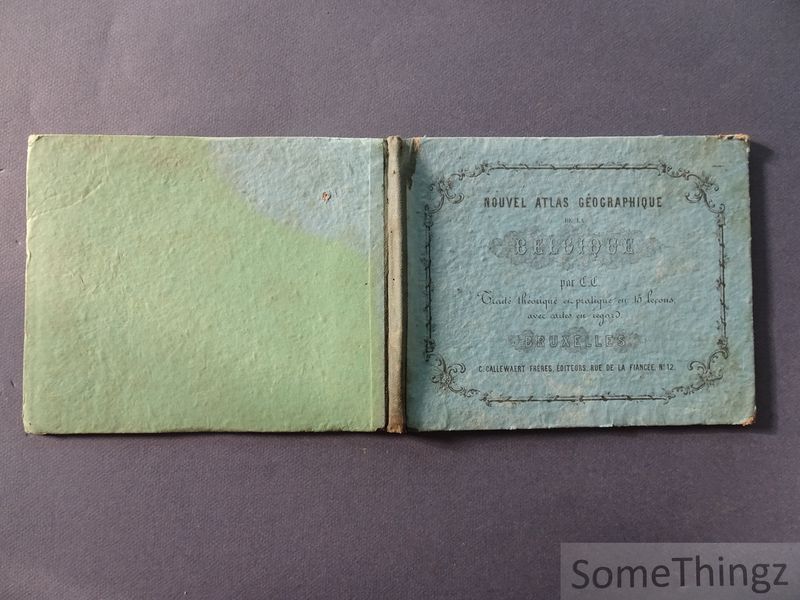 NOUVEL ATLAS GÉOGRAPHIQUE
DE LA
BELGIQUE
par C.C.
Traité théorique et pratique en 15 leçons,
avec cartes en regard.
BRUXELLES
C. CALLEWAERT FRÈRES, ÉDITEURS, RUE DE LA FIANCÉE, No 12.
SomeThingz